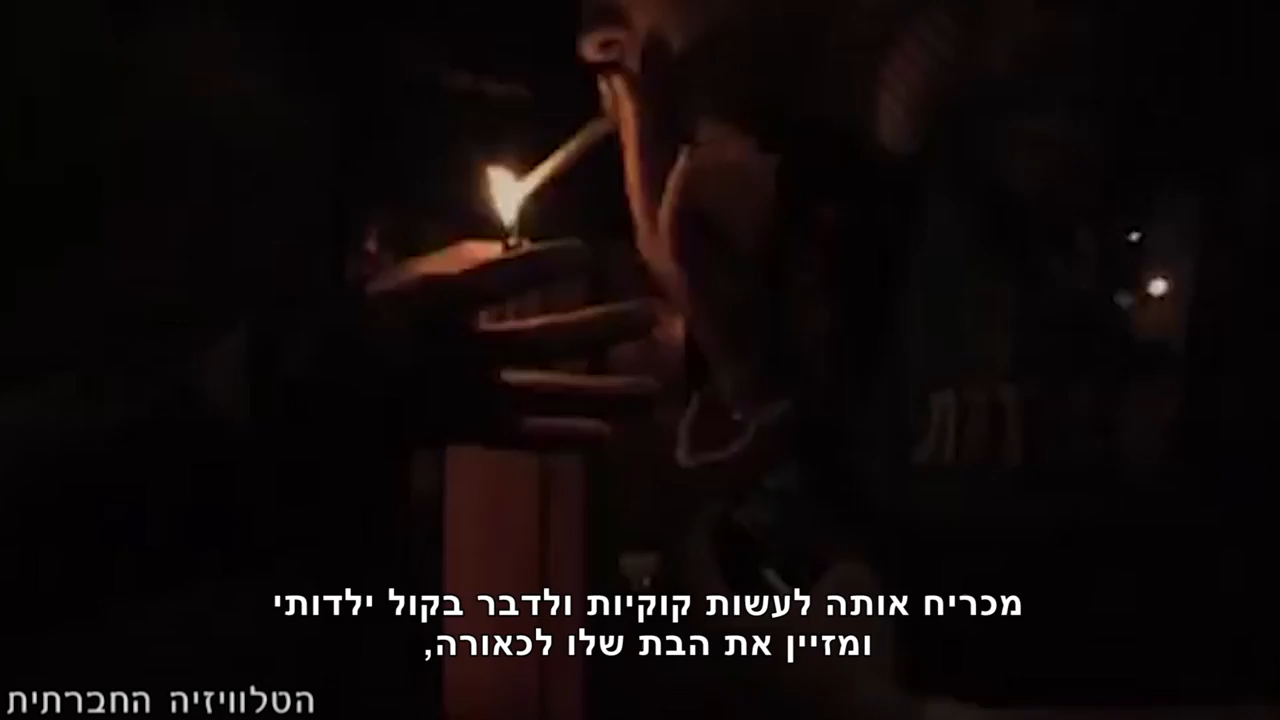 מכריח אותה לעשות קוקיות ולדבר בקול ילדותי
ומזיין את הבת שלו לכאורה,
הטלוויזיה החברתית